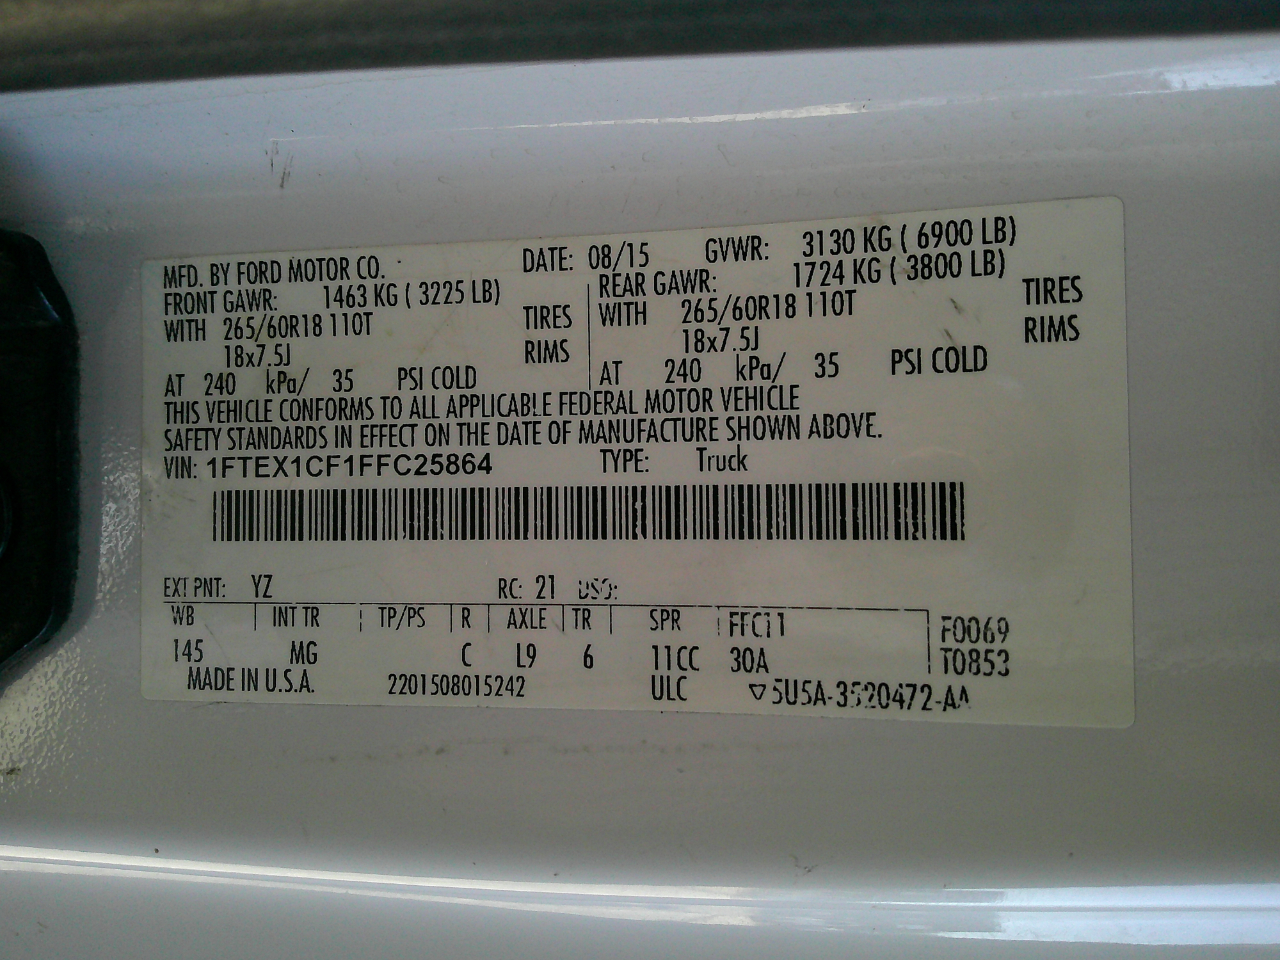 MFD. BY FORD MOTOR CO. DATE: 08/15 GVWR: 3130 KG ( 6900 LB)
FRONT GAWR: 1463 KG ( 3225 LB) REAR GAWR: 1724 KG ( 3800 LB)
WITH 265/60R18 110T TIRES WITH 265/60R18 110T TIRES
18x7.5J RIMS 18x7.5J RIMS
AT 240 kPa/ 35 PSI COLD AT 240 kPa/ 35 PSI COLD
THIS VEHICLE CONFORMS TO ALL APPLICABLE FEDERAL MOTOR VEHICLE
SAFETY STANDARDS IN EFFECT ON THE DATE OF MANUFACTURE SHOWN ABOVE.
VIN: 1FTEX1CF1FFC25864 TYPE: Truck
EXT PNT: YZ RC: 21 DSO:
WB INT TR TP/PS R AXLE TR SPR FFC11 F0069
145 MG C L9 6 11CC 30A T0853
MADE IN U.S.A. 2201508015242 ULC ▽5U5A-3520472-AA